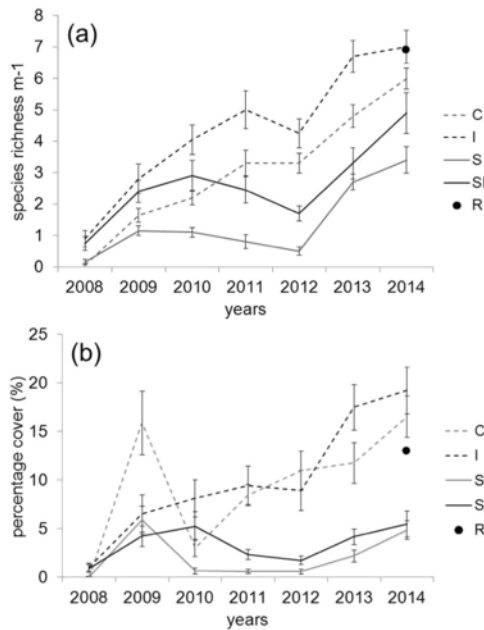 (a)
species richness m-1
8
7
6
5
4
3
2
1
0
2008 2009 2010 2011 2012 2013 2014
years
C
I
S
SI
R
(b)
percentage cover (%)
25
20
15
10
5
0
2008 2009 2010 2011 2012 2013 2014
years
C
I
S
S
R